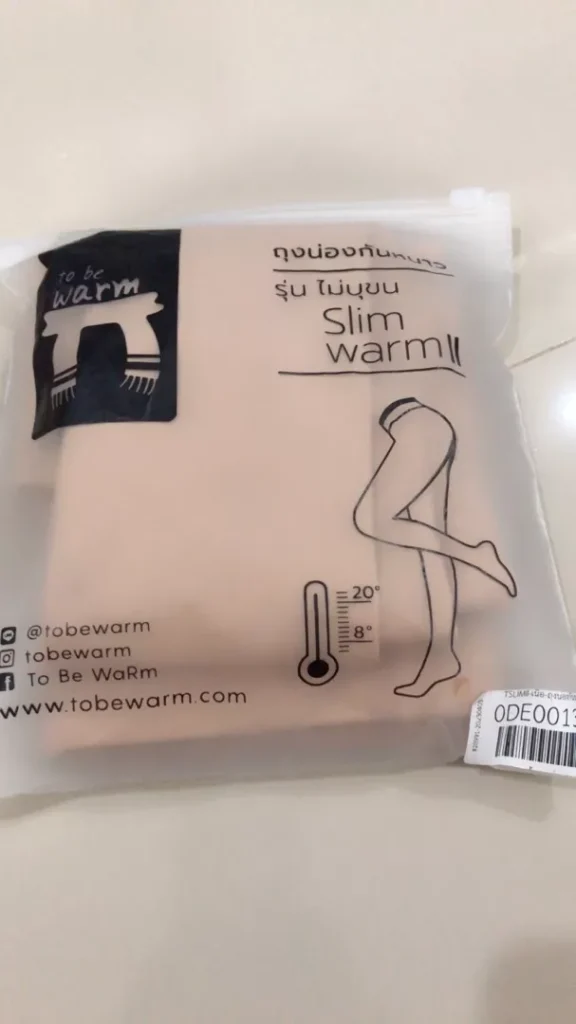 to be
warm
ถุงน่องกันหนาว
รุ่น ไม่บุขน
Slim
warm
20°
8°
@tobewarm
tobewarm
To Be WaRm
www.tobewarm.com
0DE0013